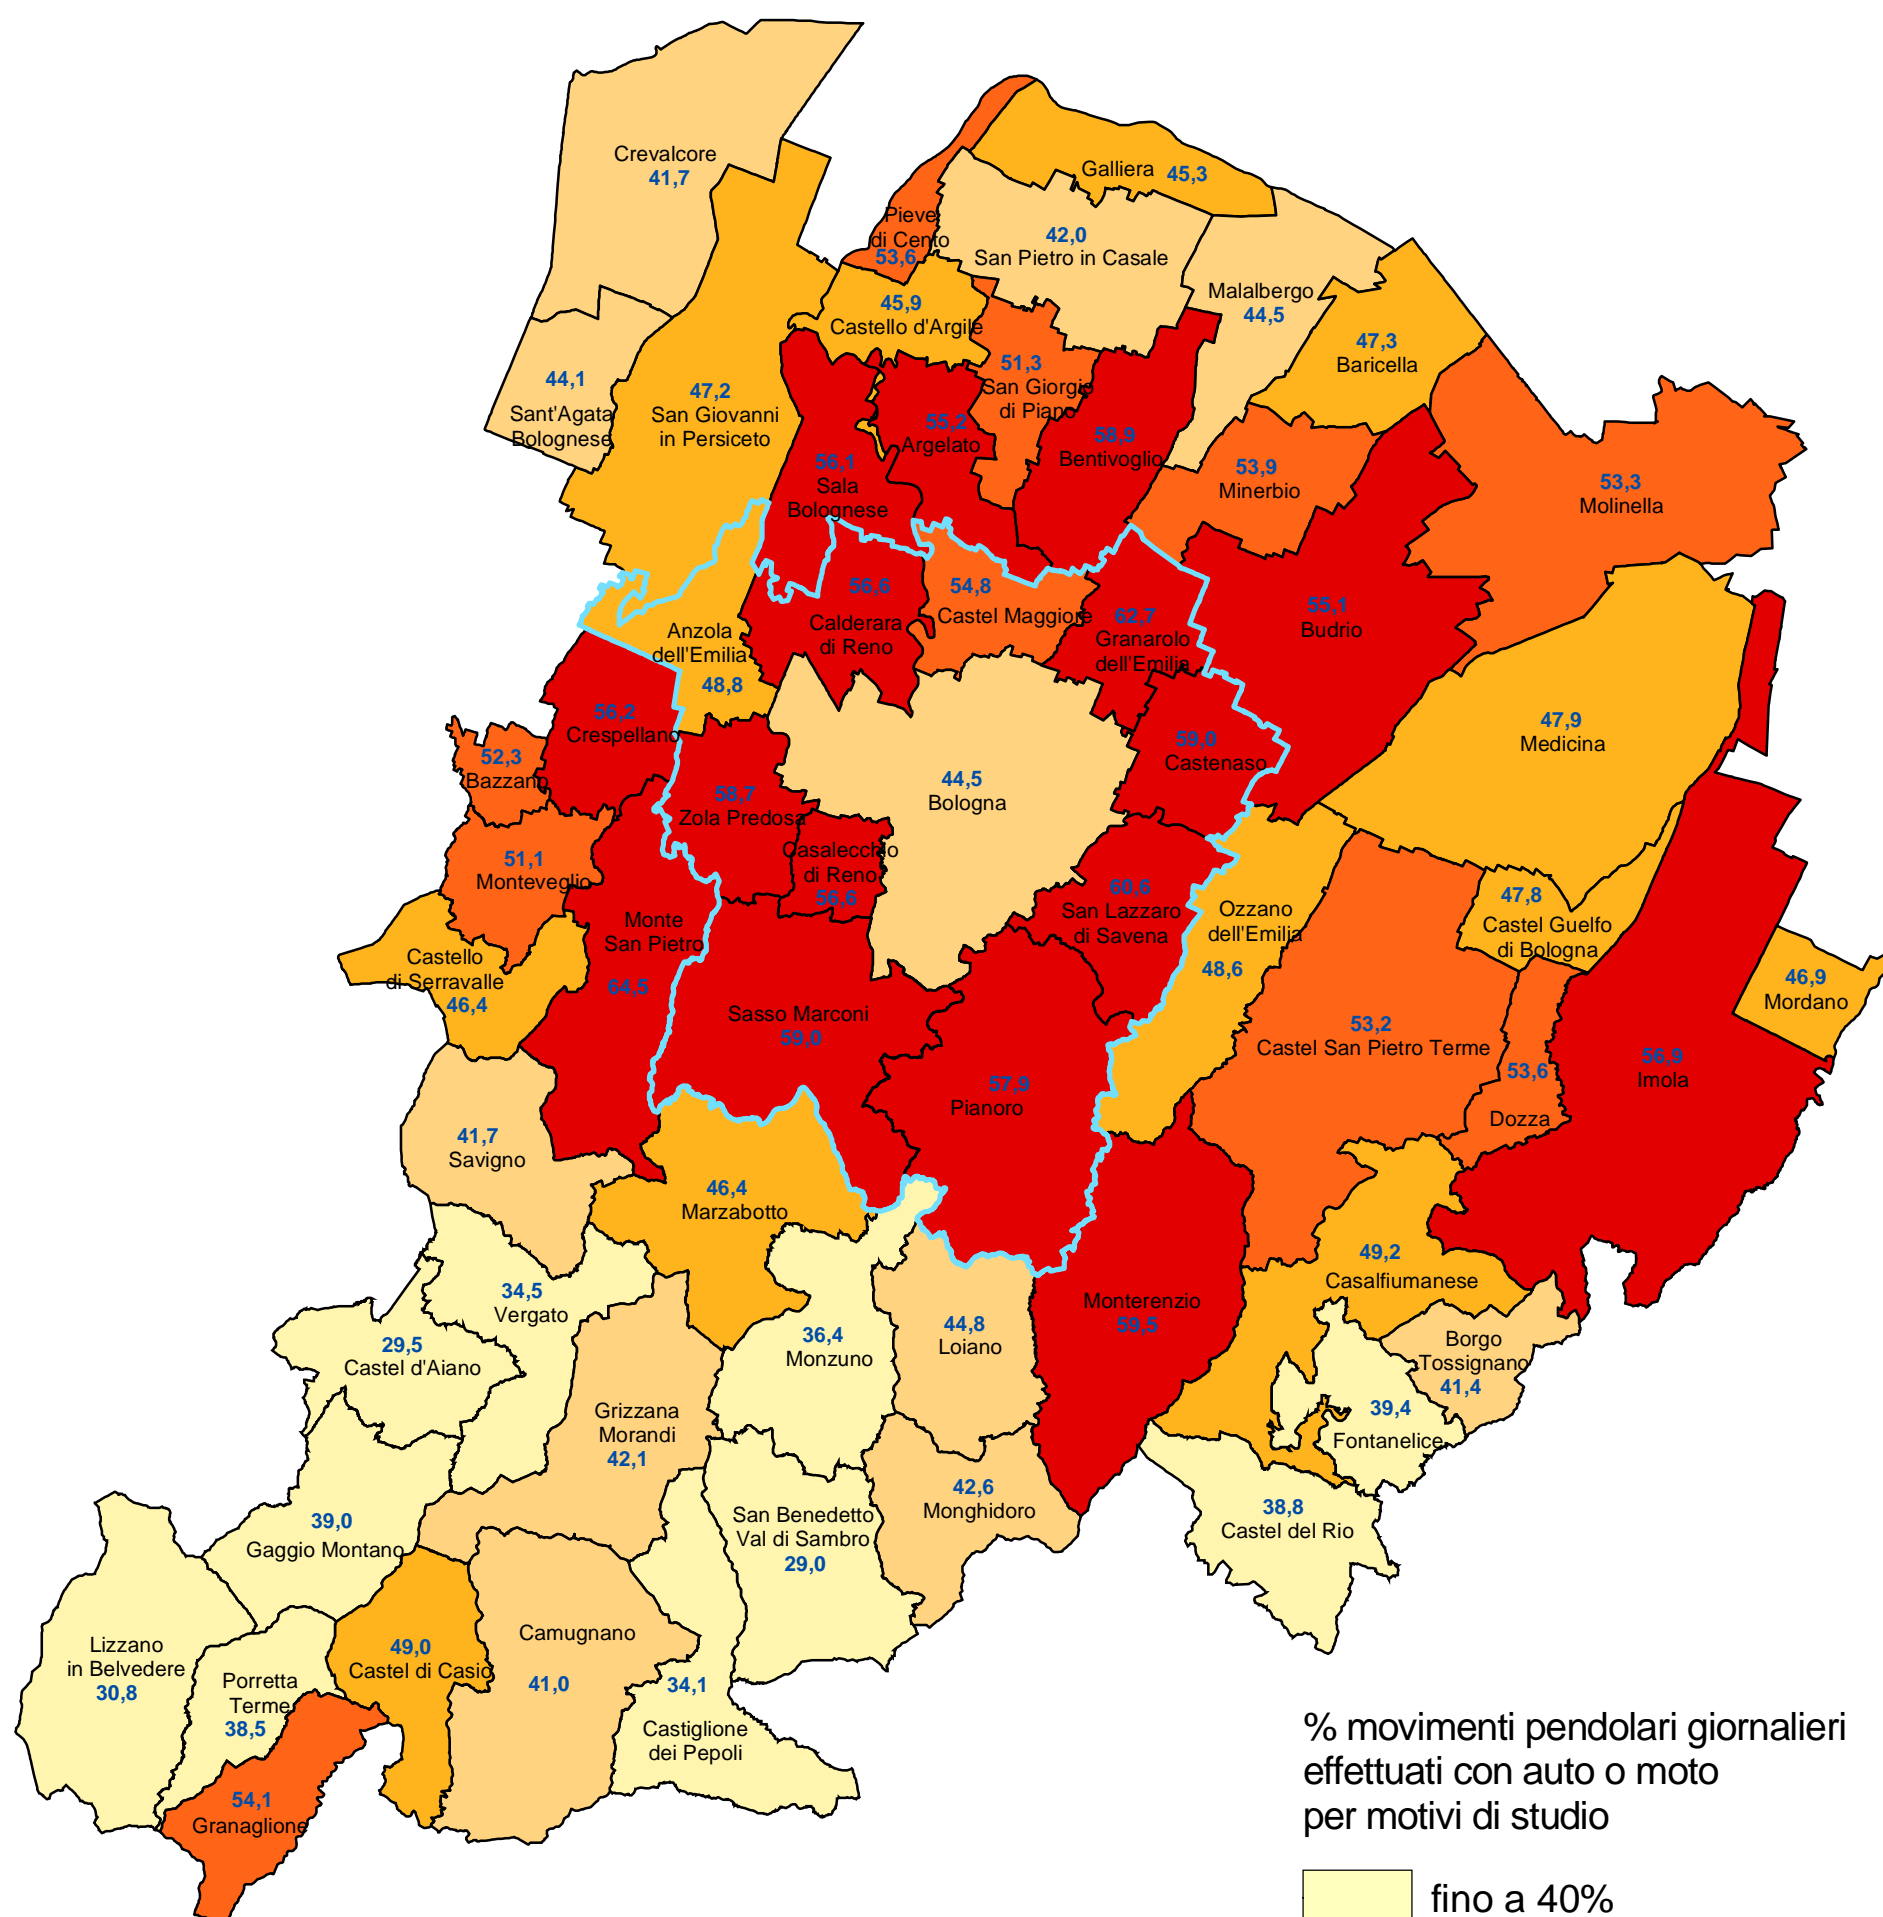 Crevalcore
41,7
Galliera 45,3
Pieve
di Cento
53,6
42,0
San Pietro in Casale
Malalbergo
44,5
45,9
Castello d'Argile
47,3
Baricella
44,1
Sant'Agata
Bolognese
47,2
San Giovanni
in Persiceto
51,3
San Giorgio
di Piano
55,2
Argelato
58,9
Bentivoglio
56,1
Sala
Bolognese
53,9
Minerbio
53,3
Molinella
56,6
Calderara
di Reno
54,8
Castel Maggiore
62,7
Granarolo
dell'Emilia
55,1
Budrio
Anzola
dell'Emilia
48,8
56,2
Crespellano
52,3
Bazzano
59,0
Castenaso
47,9
Medicina
44,5
Bologna
58,7
Zola Predosa
Casalecchio
di Reno
56,6
51,1
Monteveglio
60,6
San Lazzaro
di Savena
Ozzano
dell'Emilia
48,6
47,8
Castel Guelfo
di Bologna
Monte
San Pietro
64,5
Castello
di Serravalle
46,4
46,9
Mordano
Sasso Marconi
59,0
53,2
Castel San Pietro Terme
53,6
Dozza
56,9
Imola
57,9
Pianoro
41,7
Savigno
46,4
Marzabotto
49,2
Casalfiumanese
34,5
Vergato
Monterenzio
59,5
29,5
Castel d'Aiano
36,4
Monzuno
44,8
Loiano
Borgo
Tossignano
41,4
39,4
Fontanelice
Grizzana
Morandi
42,1
42,6
Monghidoro
38,8
Castel del Rio
39,0
Gaggio Montano
San Benedetto
Val di Sambro
29,0
Lizzano
in Belvedere
30,8
Porretta
Terme
38,5
49,0
Castel di Casio
Camugnano
41,0
34,1
Castiglione
dei Pepoli
54,1
Granaglione
% movimenti pendolari giornalieri
effettuati con auto o moto
per motivi di studio
fino a 40%